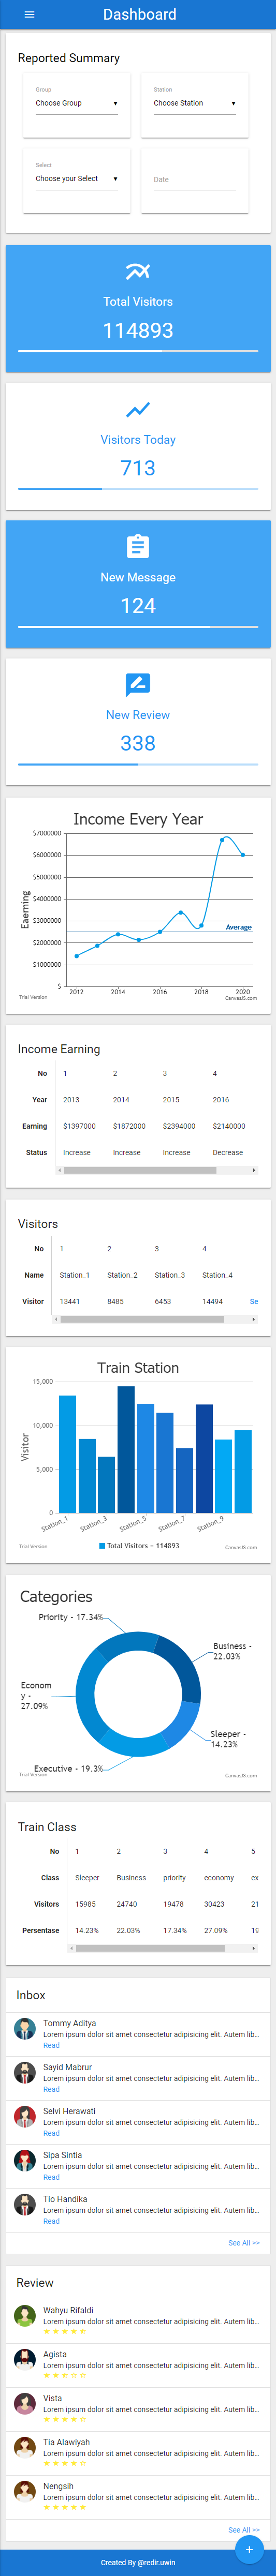 Dashboard
Reported Summary
Group
Choose Group
Station
Choose Station
Select
Choose your Select
Date
Total Visitors
114893
Visitors Today
713
New Message
124
New Review
338
Income Every Year
$7000000
$6000000
$5000000
$4000000
$3000000
$2000000
$1000000
$
Eaerning
Average
2012 2014 2016 2018 2020
Trial Version
CanvasJS.com
Income Earning
No 1 2 3 4
Year 2013 2014 2015 2016
Earning $1397000 $1872000 $2394000 $2140000
Status Increase Increase Increase Decrease
Visitors
No 1 2 3 4
Name Station_1 Station_2 Station_3 Station_4
Visitor 13441 8485 6453 14494 Se
Train Station
15,000
10,000
5,000
0
Visitor
Station_1 Station_3 Station_5 Station_7 Station_9
Total Visitors = 114893
Trial Version
CanvasJS.com
Categories
Priority - 17.34%
Business -
22.03%
Econom
y -
27.09%
Sleeper -
14.23%
Executive - 19.3%
Trial Version
CanvasJS.com
Train Class
No 1 2 3 4 5
Class Sleeper Business priority economy ex
Visitors 15985 24740 19478 30423 21
Persentase 14.23% 22.03% 17.34% 27.09% 19
Inbox
Tommy Aditya
Lorem ipsum dolor sit amet consectetur adipisicing elit. Autem lib...
Read
Sayid Mabrur
Lorem ipsum dolor sit amet consectetur adipisicing elit. Autem lib...
Read
Selvi Herawati
Lorem ipsum dolor sit amet consectetur adipisicing elit. Autem lib...
Read
Sipa Sintia
Lorem ipsum dolor sit amet consectetur adipisicing elit. Autem lib...
Read
Tio Handika
Lorem ipsum dolor sit amet consectetur adipisicing elit. Autem lib...
Read
See All >>
Review
Wahyu Rifaldi
Lorem ipsum dolor sit amet consectetur adipisicing elit. Autem lib...
Agista
Lorem ipsum dolor sit amet consectetur adipisicing elit. Autem lib...
Vista
Lorem ipsum dolor sit amet consectetur adipisicing elit. Autem lib...
Tia Alawiyah
Lorem ipsum dolor sit amet consectetur adipisicing elit. Autem lib...
Nengsih
Lorem ipsum dolor sit amet consectetur adipisicing elit. Autem lib...
See All >>
Created By @redir.uwin